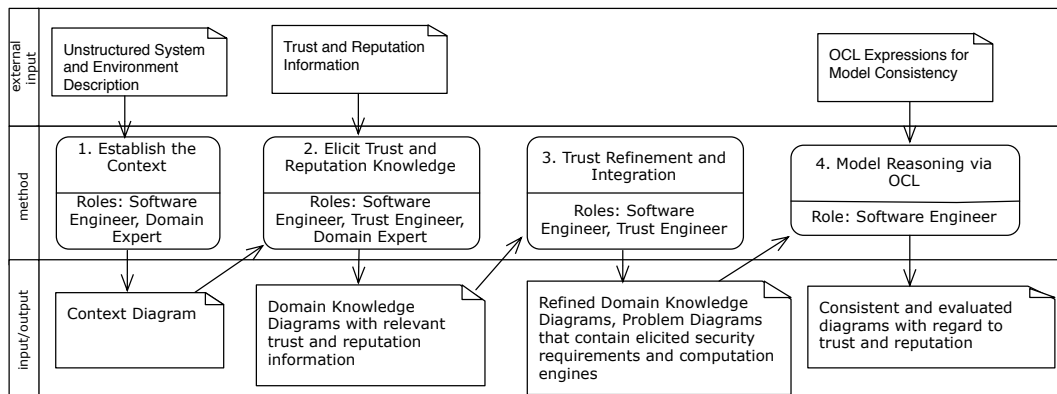 external
input
Unstructured System
and Environment
Description
Trust and Reputation
Information
OCL Expressions for
Model Consistency
method
1. Establish the
Context
Roles: Software
Engineer, Domain
Expert
2. Elicit Trust and
Reputation Knowledge
Roles: Software
Engineer, Trust Engineer,
Domain Expert
3. Trust Refinement and
Integration
Roles: Software
Engineer, Trust Engineer
4. Model Reasoning via
OCL
Role: Software Engineer
input/output
Context Diagram
Domain Knowledge
Diagrams with relevant
trust and reputation
information
Refined Domain Knowledge
Diagrams, Problem Diagrams
that contain elicited security
requirements and computation
engines
Consistent and evaluated
diagrams with regard to
trust and reputation